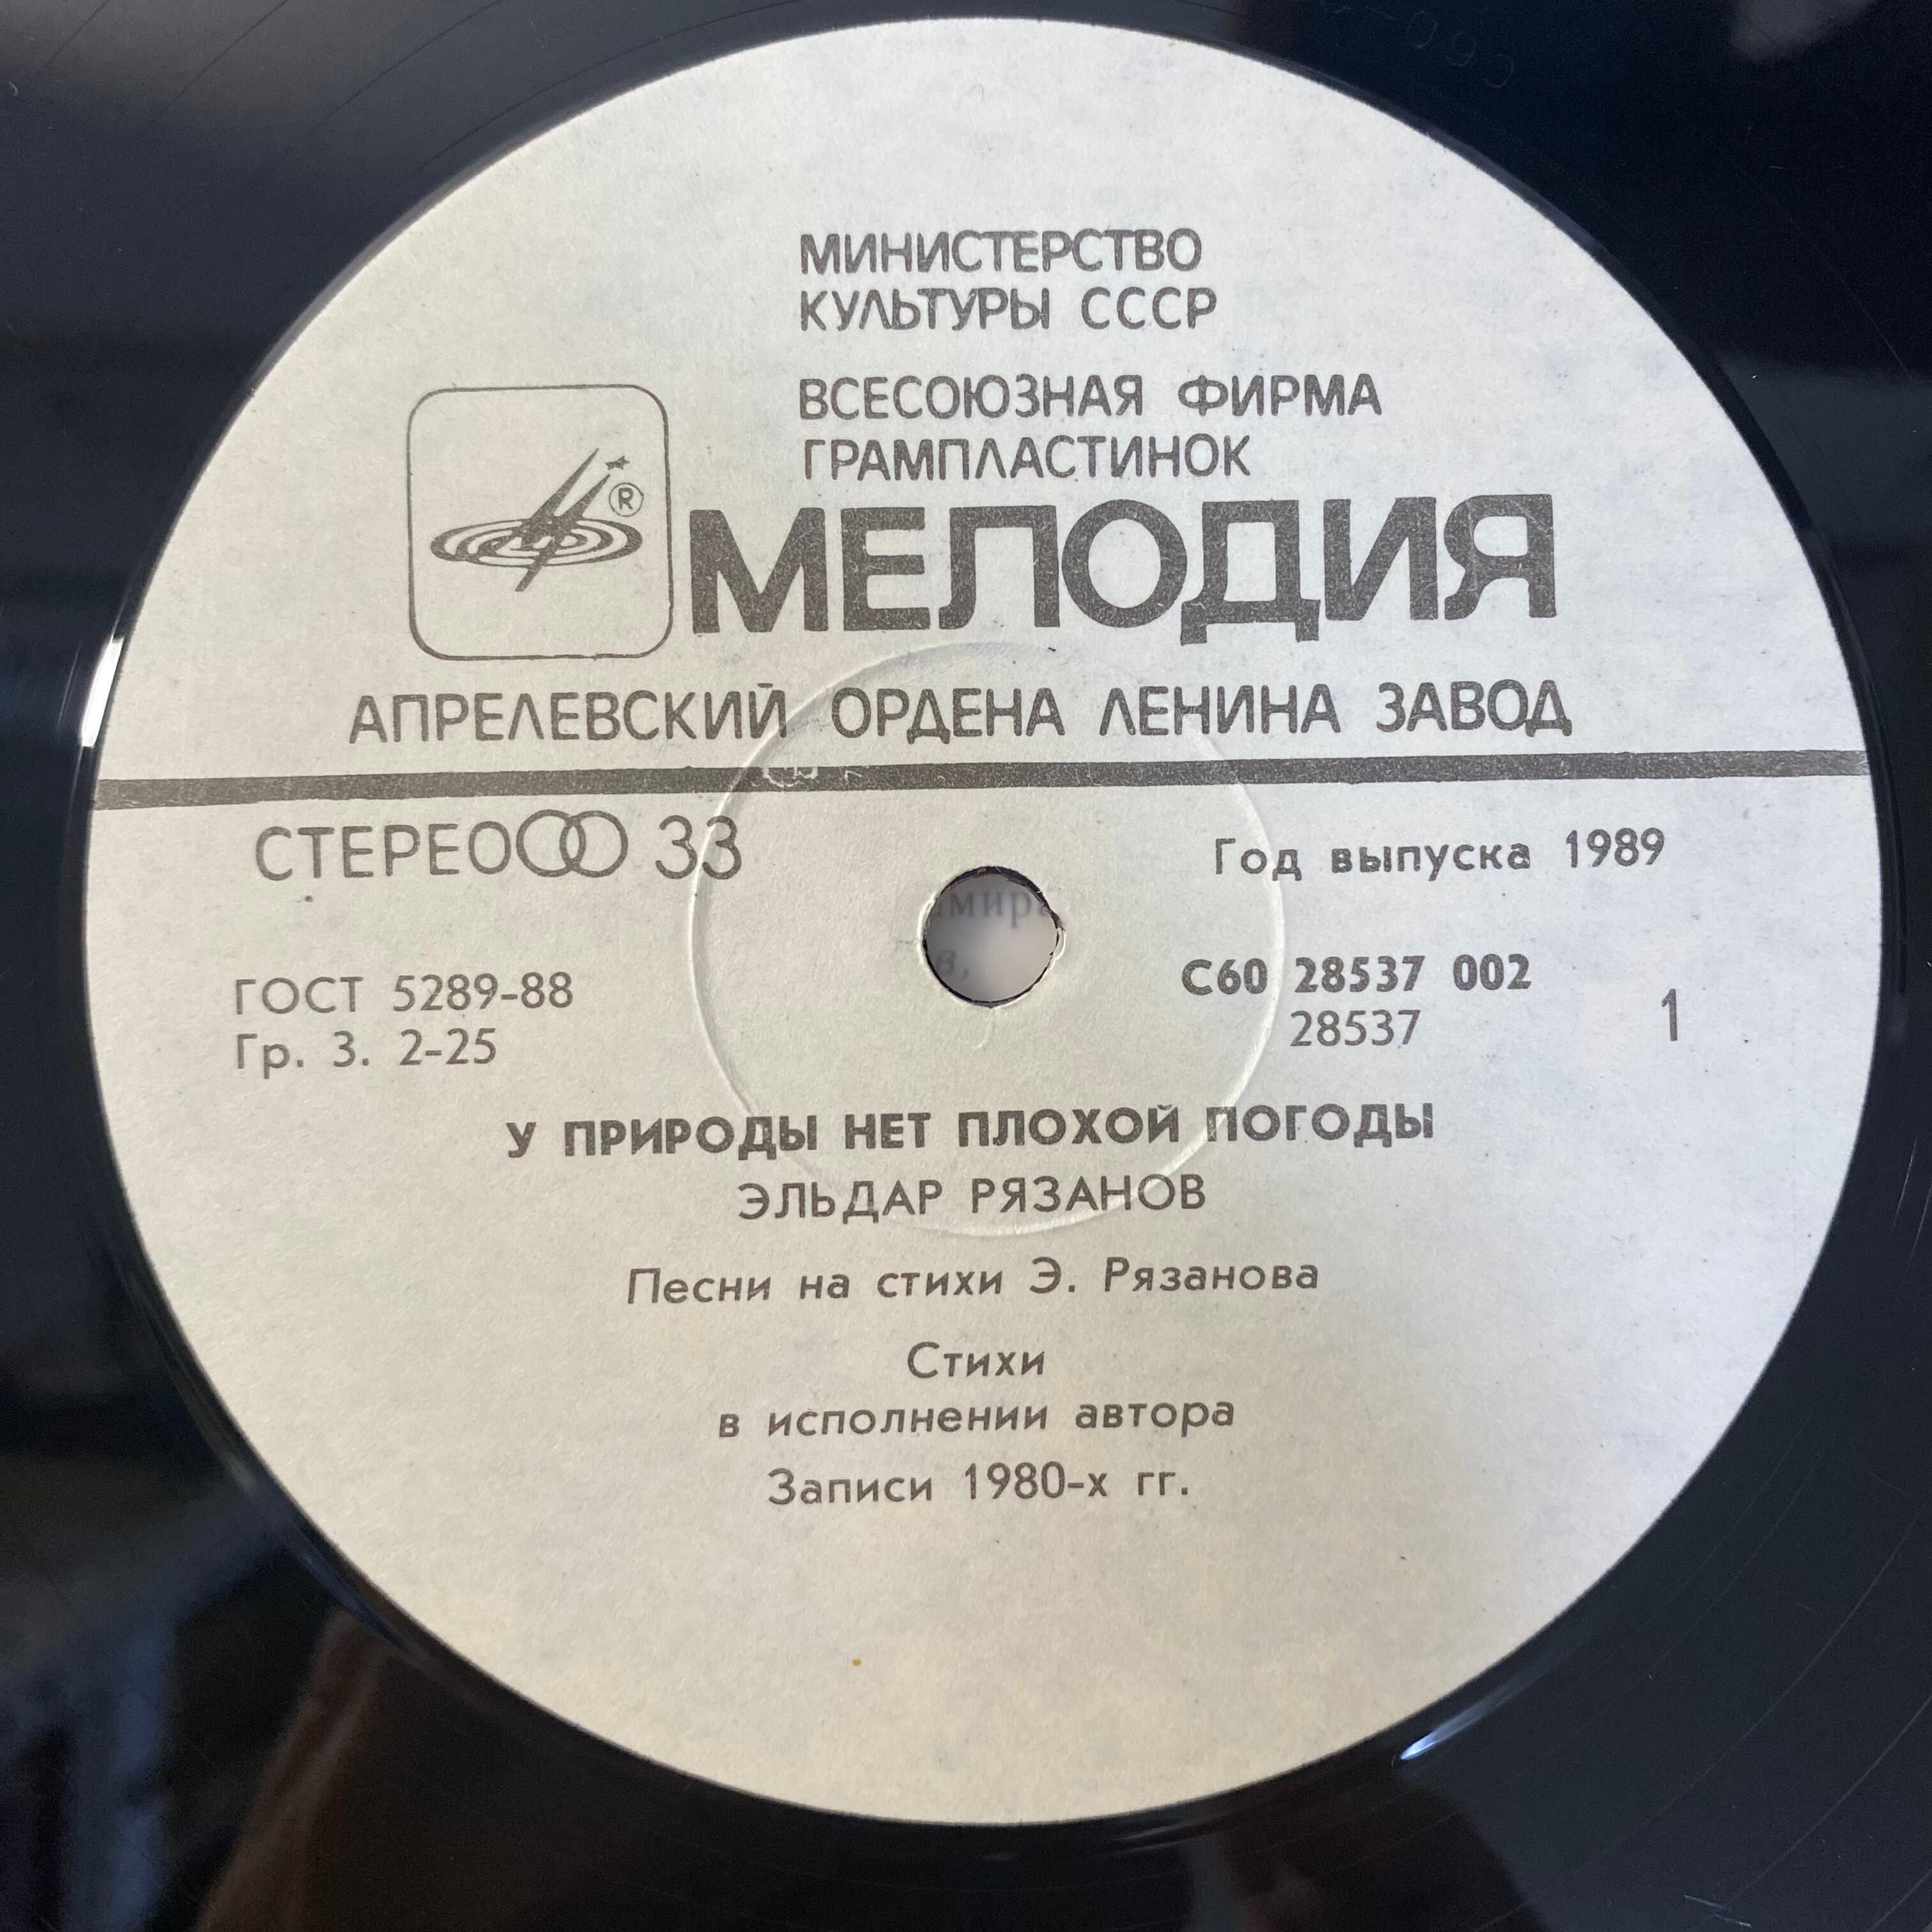 МИНИСТЕРСТВО
КУЛЬТУРЫ СССР
ВСЕСОЮЗНАЯ ФИРМА
ГРАМПЛАСТИНОК
®
МЕЛОДИЯ
АПРЕЛЕВСКИЙ ОРДЕНА ЛЕНИНА ЗАВОД
СТЕРЕО 33
Год выпуска 1989
ГОСТ 5289-88
Гр. 3. 2-25
С60 28537 002
28537
1
У ПРИРОДЫ НЕТ ПЛОХОЙ ПОГОДЫ
ЭЛЬДАР РЯЗАНОВ
Песни на стихи Э. Рязанова
Стихи
в исполнении автора
Записи 1980-х гг.